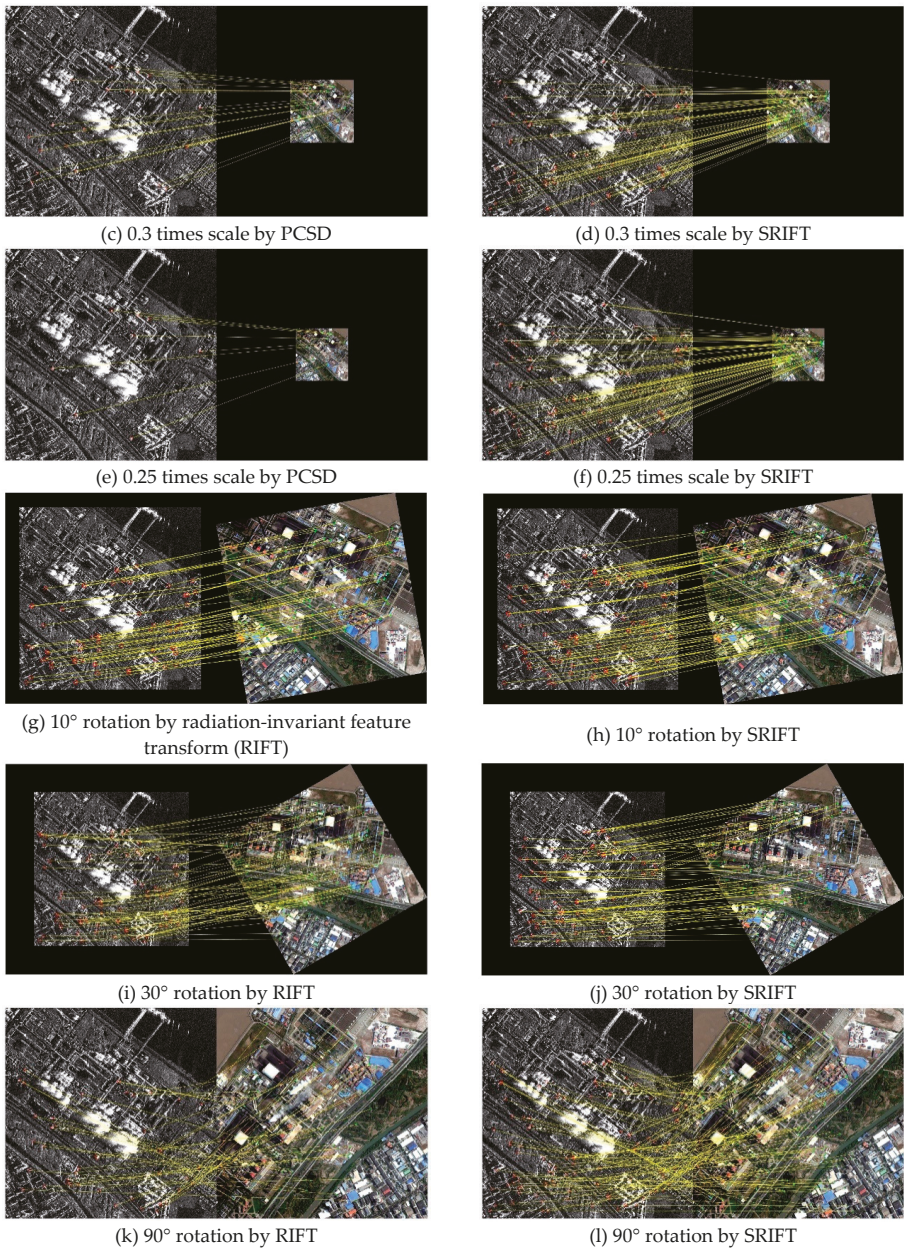 (c) 0.3 times scale by PCSD
(d) 0.3 times scale by SRIFT
(e) 0.25 times scale by PCSD
(f) 0.25 times scale by SRIFT
(g) 10° rotation by radiation-invariant feature
transform (RIFT)
(h) 10° rotation by SRIFT
(i) 30° rotation by RIFT
(j) 30° rotation by SRIFT
(k) 90° rotation by RIFT
(l) 90° rotation by SRIFT